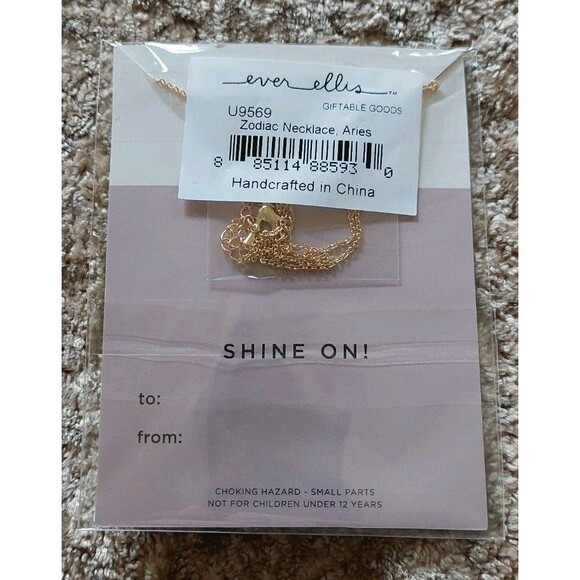 ever ellis™
GIFTABLE GOODS
U9569
Zodiac Necklace, Aries
8 85114 88593 0
Handcrafted in China
SHINE ON!
to:
from:
CHOKING HAZARD - SMALL PARTS
NOT FOR CHILDREN UNDER 12 YEARS